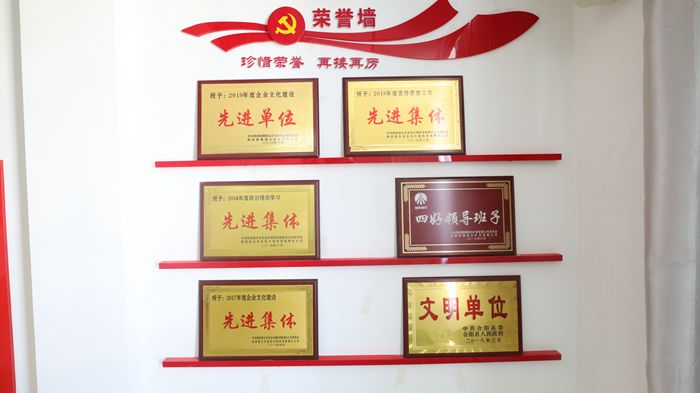 荣誉墙
珍惜荣誉 再接再厉
授予：2019年度企业文化建设
先进单位
授予：2018年度宣传思想工作
先进集体
授予：2018年度政治理论学习
先进集体
四好领导班子
授予：2017年度企业文化建设
先进集体
文明单位
中共合阳县委
合阳县人民政府
二〇一八年三月